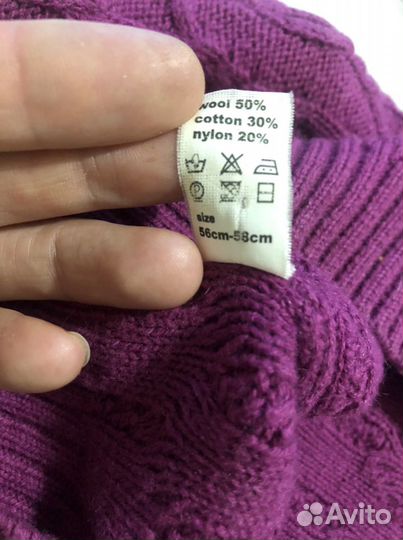 wool 50%
cotton 30%
nylon 20%
P
size
56cm-58cm
Avito